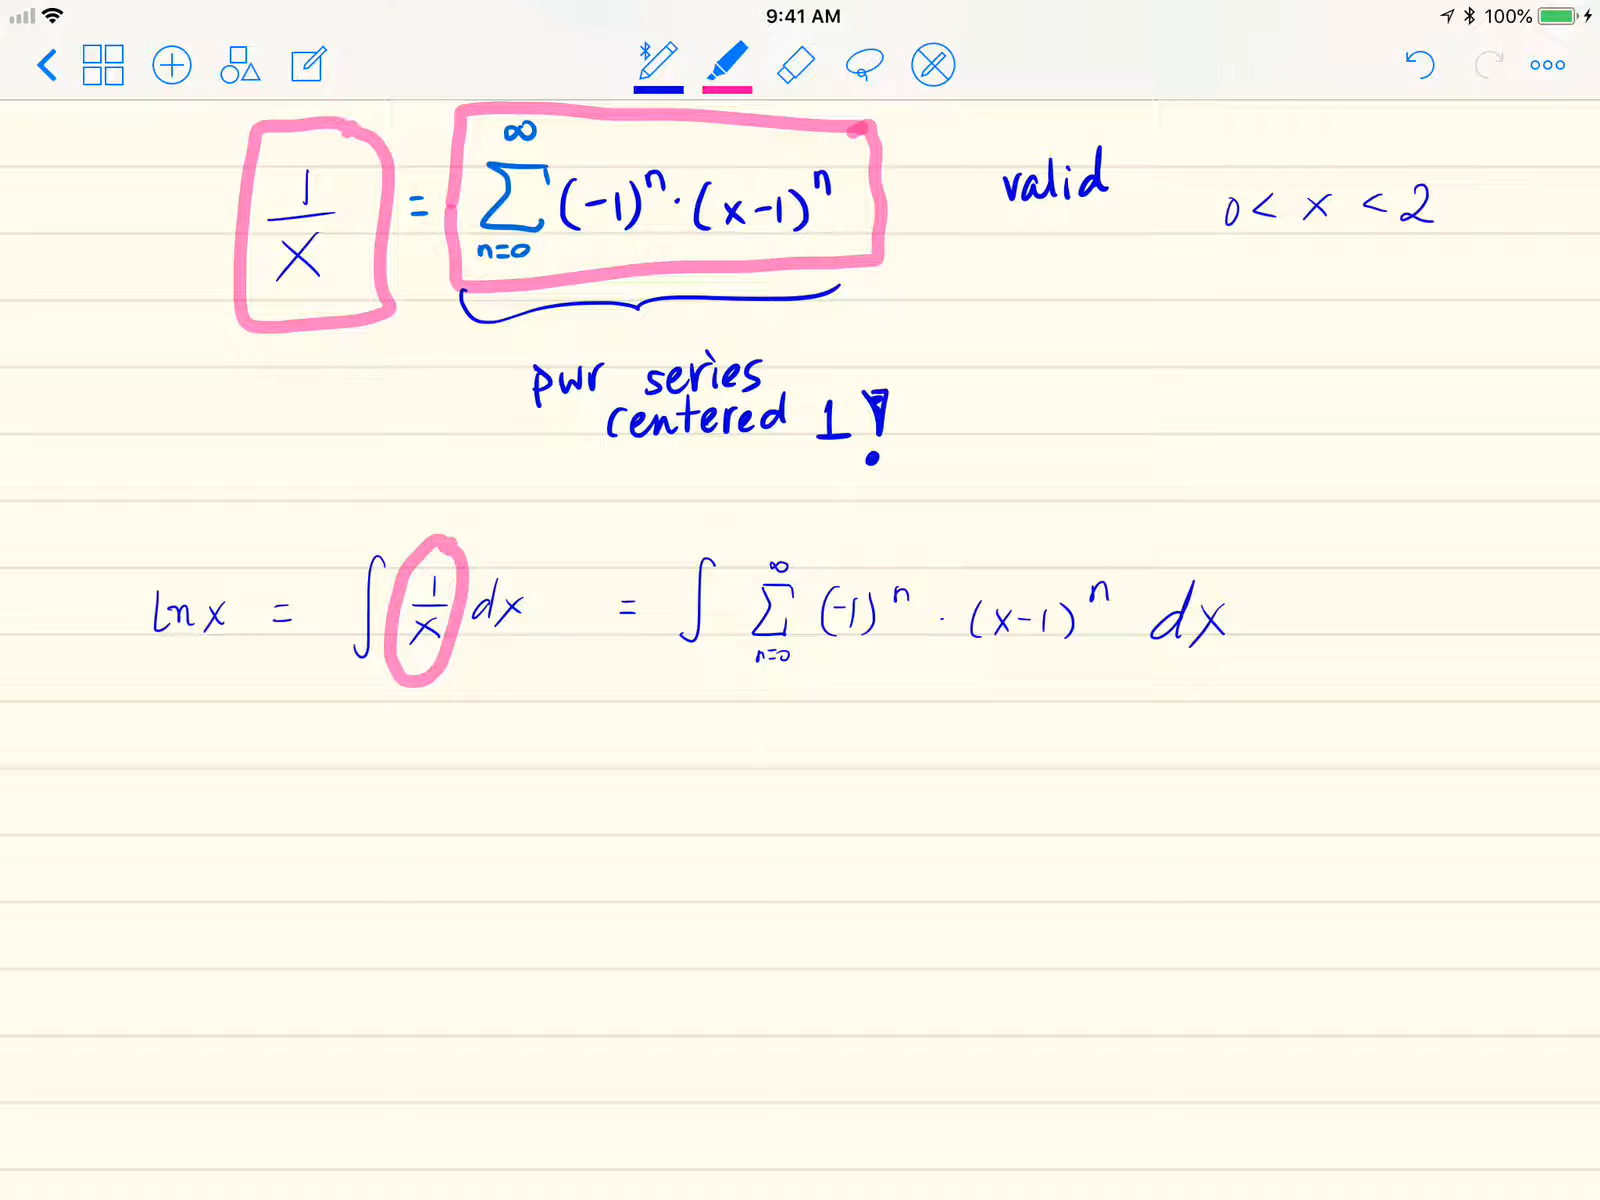 9:41 AM
100%
1/x = ∞ ∑ n=0 (-1)^n · (x-1)^n valid 0 < x < 2
pwr series
centered 1!
ln x = ∫ 1/x dx = ∫ ∞ ∑ n=0 (-1)^n · (x-1)^n dx